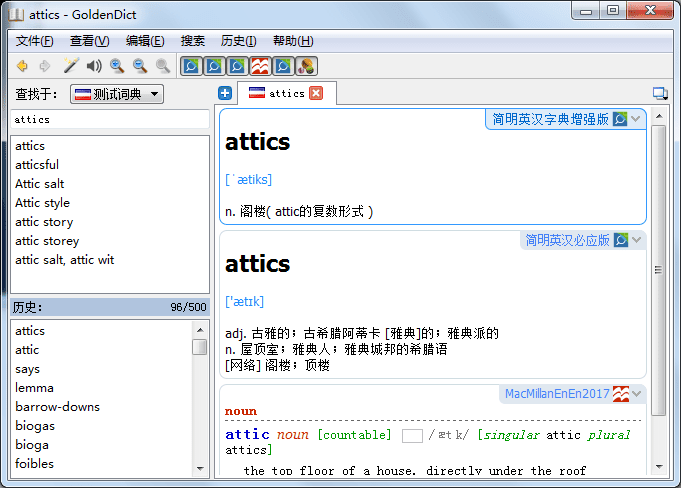 attics - GoldenDict
文件(F) 查看(V) 编辑(E) 搜索 历史(I) 帮助(H)
查找于: 测试词典
attics
attics
atticsful
Attic salt
Attic style
attic story
attic storey
attic salt, attic wit
历史: 96/500
attics
attic
says
lemma
barrow-downs
biogas
bioga
foibles
attics
简明英汉字典增强版
attics
[ˈætiks]
n. 阁楼( attic的复数形式 )
简明英汉必应版
attics
['ætɪk]
adj. 古雅的；古希腊阿蒂卡 [雅典]的；雅典派的
n. 屋顶室；雅典人；雅典城邦的希腊语
[网络] 阁楼；顶楼
MacMillanEnEn2017
noun
attic noun [countable] /ætk/ [singular attic plural
attics]
the top floor of a house, directly under the roof